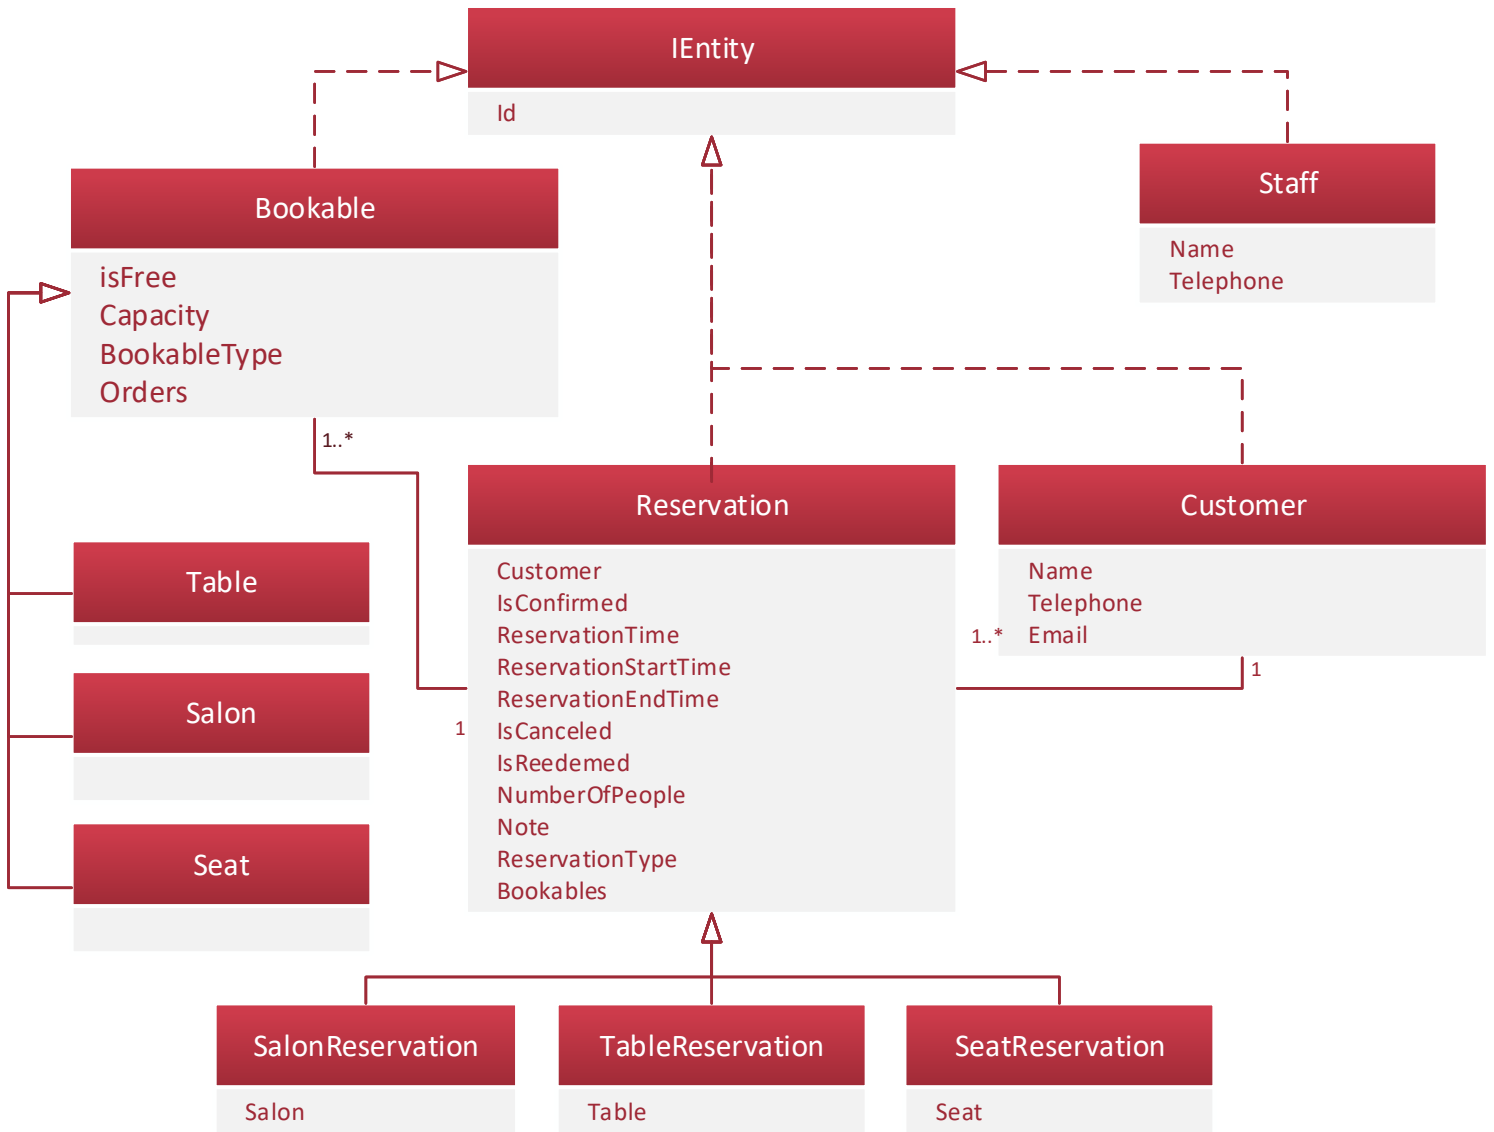 IEntity
Id
Bookable
isFree
Capacity
BookableType
Orders
Staff
Name
Telephone
1..*
Reservation
Customer
IsConfirmed
ReservationTime
ReservationStartTime
ReservationEndTime
IsCanceled
IsReedemed
NumberOfPeople
Note
ReservationType
Bookables
Customer
Name
Telephone
Email
1..*
1
1
Table
Salon
Seat
SalonReservation
Salon
TableReservation
Table
SeatReservation
Seat